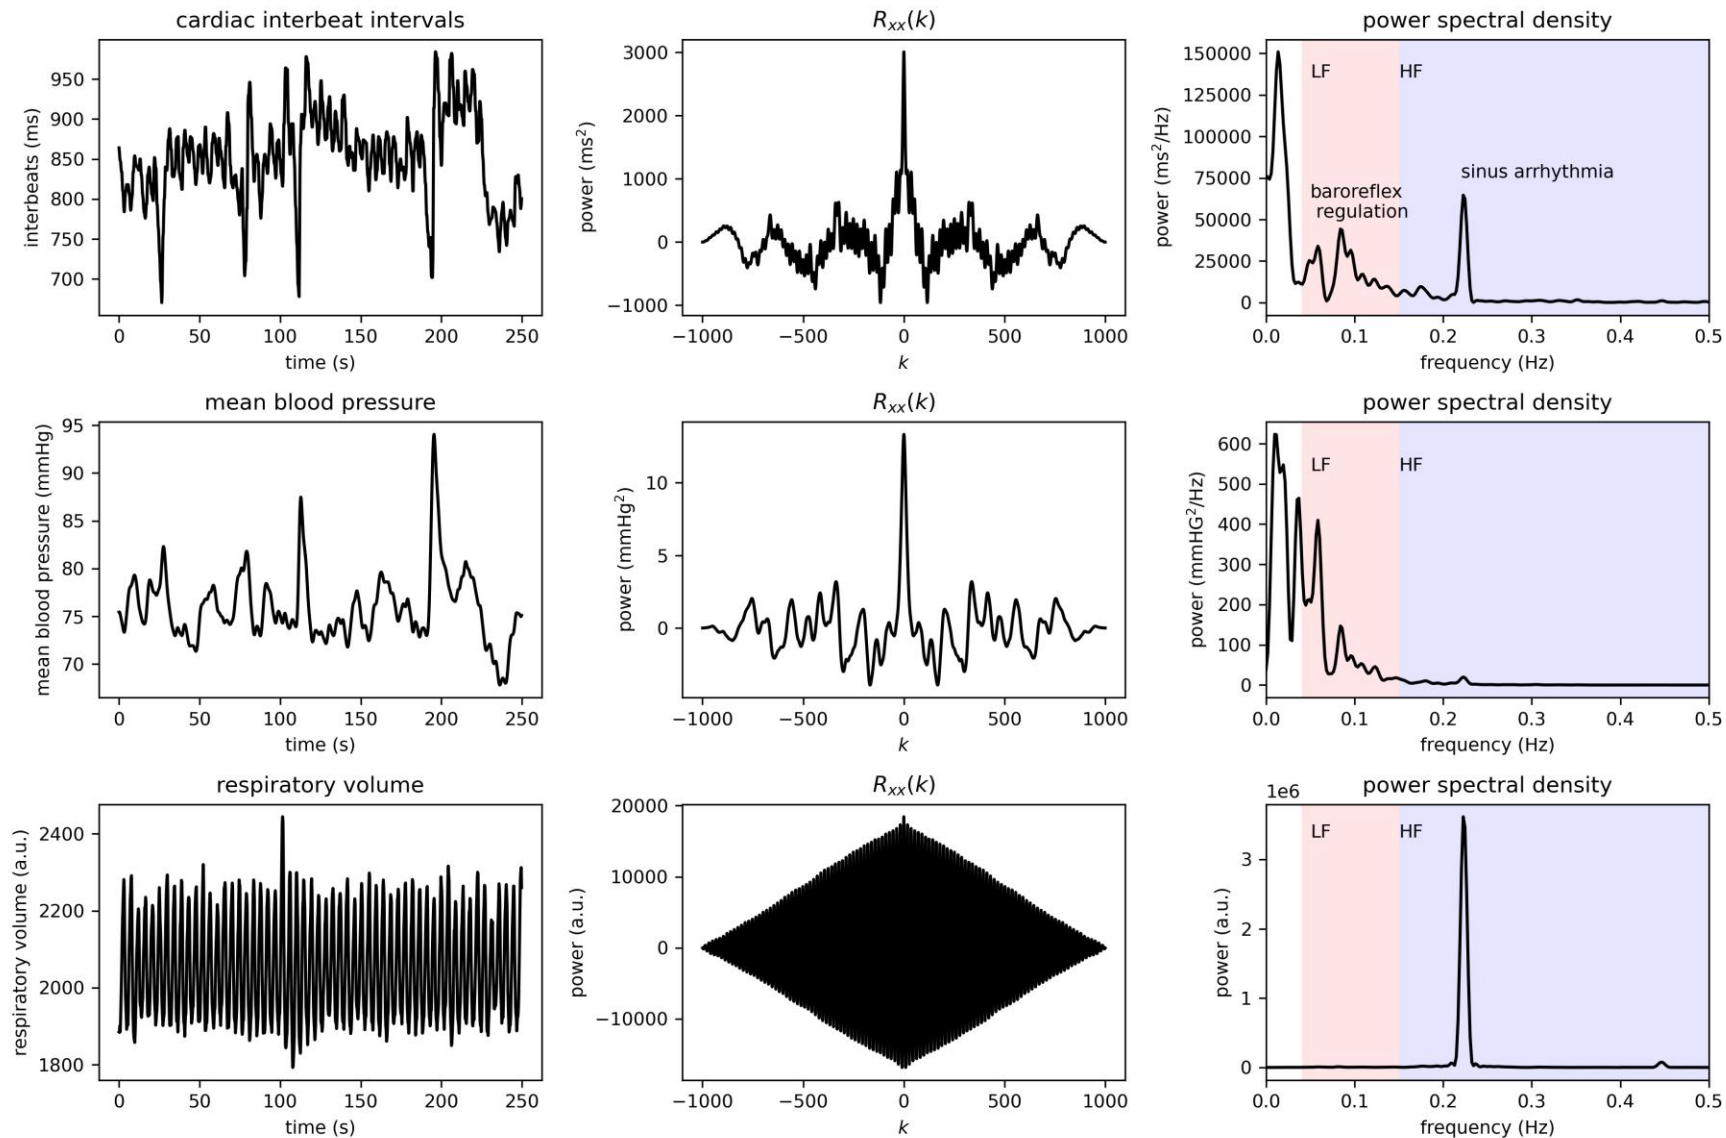 cardiac interbeat intervals
interbeats (ms)
950
900
850
800
750
700
0 50 100 150 200 250
time (s)
R_xx(k)
power (ms²)
3000
2000
1000
0
−1000
−1000 −500 0 500 1000
k
power spectral density
power (ms²/Hz)
150000
125000
100000
75000
50000
25000
0
LF HF
sinus arrhythmia
baroreflex
regulation
0.0 0.1 0.2 0.3 0.4 0.5
frequency (Hz)
mean blood pressure
mean blood pressure (mmHg)
95
90
85
80
75
70
0 50 100 150 200 250
time (s)
R_xx(k)
power (mmHg²)
10
5
0
−1000 −500 0 500 1000
k
power spectral density
power (mmHG²/Hz)
600
500
400
300
200
100
0
LF HF
0.0 0.1 0.2 0.3 0.4 0.5
frequency (Hz)
respiratory volume
respiratory volume (a.u.)
2400
2200
2000
1800
0 50 100 150 200 250
time (s)
R_xx(k)
power (a.u.)
20000
10000
0
−10000
−1000 −500 0 500 1000
k
power spectral density
1e6
power (a.u.)
3
2
1
0
LF HF
0.0 0.1 0.2 0.3 0.4 0.5
frequency (Hz)